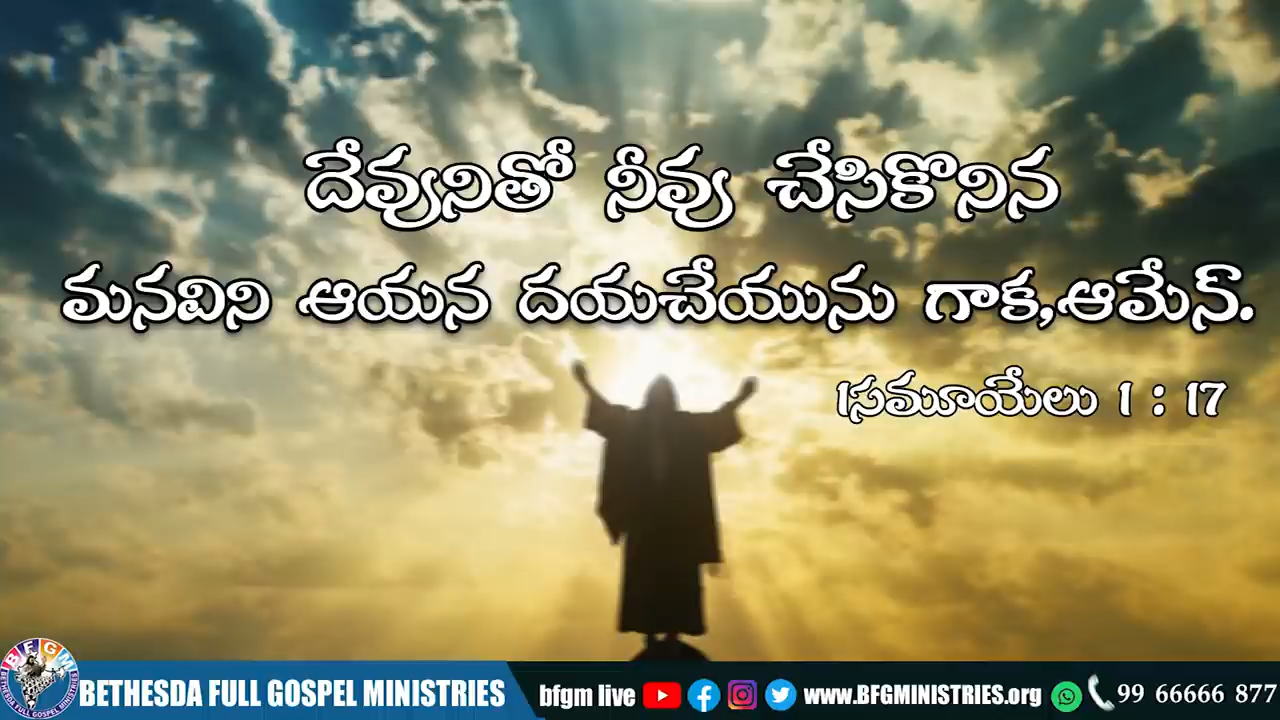 దేవునితో నీవు చేసికొనిన
మనవిని ఆయన దయచేయును గాక,ఆమేన్.
1సమూయేలు 1 : 17
BFGM
BETHESDA FULL GOSPEL MINISTRIES
bfgm live www.BFGMINISTRIES.org 99 66666 877